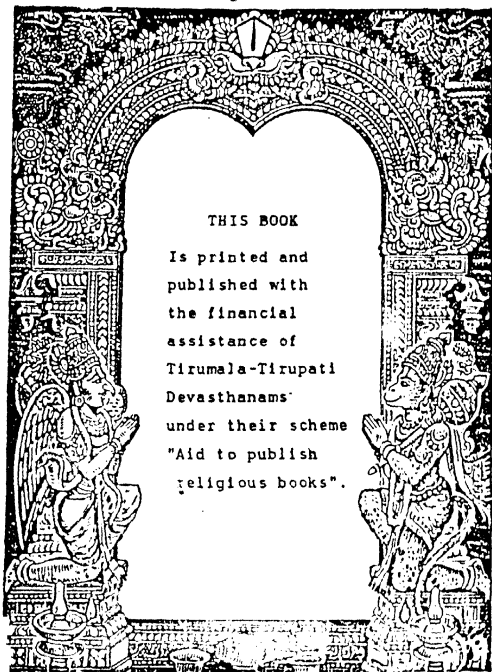 THIS BOOK
Is printed and
published with
the financial
assistance of
Tirumala-Tirupati
Devasthanams
under their scheme
"Aid to publish
religious books".